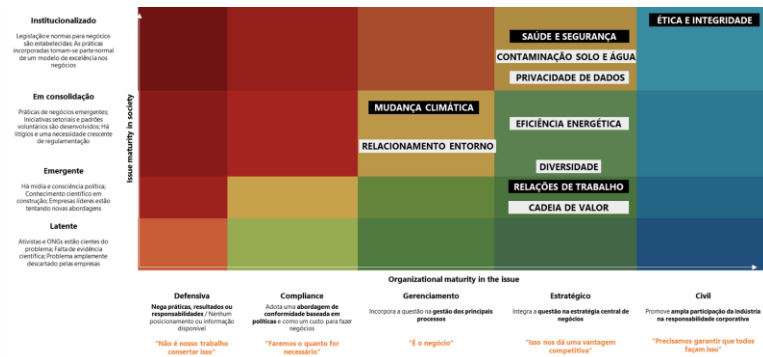 Institucionalizado
Legislação e normas para negócios
são estabelecidas; As práticas
incorporadas tornam-se parte normal
de um modelo de excelência nos
negócios
Em consolidação
Práticas de negócios emergentes;
Iniciativas setoriais e padrões
voluntários são desenvolvidos; Há
litígios e uma necessidade crescente
de regulamentação
Emergente
Há mídia e consciência política;
Conhecimento científico em
construção; Empresas líderes estão
tentando novas abordagens
Latente
Ativistas e ONGs estão cientes do
problema; Falta de evidência
científica; Problema amplamente
descartado pelas empresas
Issue maturity in society
ÉTICA E INTEGRIDADE
SAÚDE E SEGURANÇA
CONTAMINAÇÃO SOLO E ÁGUA
PRIVACIDADE DE DADOS
MUDANÇA CLIMÁTICA
EFICIÊNCIA ENERGÉTICA
RELACIONAMENTO ENTORNO
DIVERSIDADE
RELAÇÕES DE TRABALHO
CADEIA DE VALOR
Organizational maturity in the issue
Defensiva
Nega práticas, resultados ou
responsabilidades / Nenhum
posicionamento ou informação
disponível
"Não é nosso trabalho
consertar isso"
Compliance
Adota uma abordagem de
conformidade baseada em
políticas e como um custo para fazer
negócios
"Faremos o quanto for
necessário"
Gerenciamento
Incorpora a questão na gestão dos principais
processos
"É o negócio"
Estratégico
Integra a questão na estratégia central de
negócios
"Isso nos dá uma vantagem
competitiva"
Civil
Promove ampla participação da indústria
na responsabilidade corporativa
"Precisamos garantir que todos
façam isso"